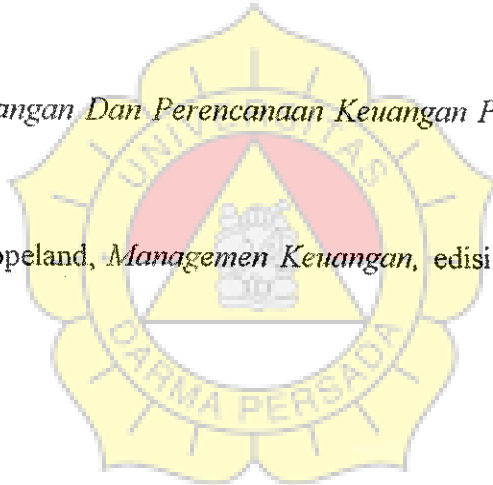 angan Dan Perencanaan Keuangan P
opeland, Managemen Keuangan, edisi
UNIVERSITAS
DARMA PERSADA